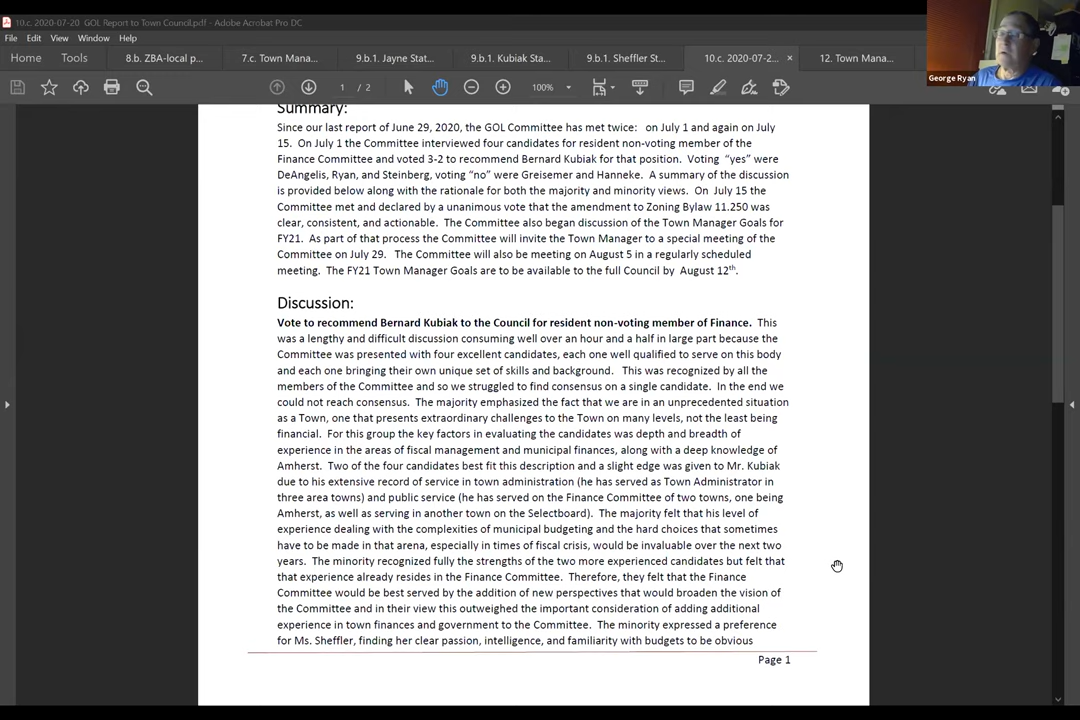 10.c. 2020-07-20 GOL Report to Town Council.pdf - Adobe Acrobat Pro DC
File Edit View Window Help
Home Tools 8.b. ZBA-local p... 7.c. Town Mana... 9.b.1. Jayne Stat... 9.b.1. Kubiak Sta... 9.b.1. Sheffler St... 10.c. 2020-07-2... × 12. Town Mana...
George Ryan
1 / 2 100%
Summary:
Since our last report of June 29, 2020, the GOL Committee has met twice: on July 1 and again on July
15. On July 1 the Committee interviewed four candidates for resident non-voting member of the
Finance Committee and voted 3-2 to recommend Bernard Kubiak for that position. Voting “yes” were
DeAngelis, Ryan, and Steinberg, voting “no” were Greisemer and Hanneke. A summary of the discussion
is provided below along with the rationale for both the majority and minority views. On July 15 the
Committee met and declared by a unanimous vote that the amendment to Zoning Bylaw 11.250 was
clear, consistent, and actionable. The Committee also began discussion of the Town Manager Goals for
FY21. As part of that process the Committee will invite the Town Manager to a special meeting of the
Committee on July 29. The Committee will also be meeting on August 5 in a regularly scheduled
meeting. The FY21 Town Manager Goals are to be available to the full Council by August 12th.
Discussion:
Vote to recommend Bernard Kubiak to the Council for resident non-voting member of Finance. This
was a lengthy and difficult discussion consuming well over an hour and a half in large part because the
Committee was presented with four excellent candidates, each one well qualified to serve on this body
and each one bringing their own unique set of skills and background. This was recognized by all the
members of the Committee and so we struggled to find consensus on a single candidate. In the end we
could not reach consensus. The majority emphasized the fact that we are in an unprecedented situation
as a Town, one that presents extraordinary challenges to the Town on many levels, not the least being
financial. For this group the key factors in evaluating the candidates was depth and breadth of
experience in the areas of fiscal management and municipal finances, along with a deep knowledge of
Amherst. Two of the four candidates best fit this description and a slight edge was given to Mr. Kubiak
due to his extensive record of service in town administration (he has served as Town Administrator in
three area towns) and public service (he has served on the Finance Committee of two towns, one being
Amherst, as well as serving in another town on the Selectboard). The majority felt that his level of
experience dealing with the complexities of municipal budgeting and the hard choices that sometimes
have to be made in that arena, especially in times of fiscal crisis, would be invaluable over the next two
years. The minority recognized fully the strengths of the two more experienced candidates but felt that
that experience already resides in the Finance Committee. Therefore, they felt that the Finance
Committee would be best served by the addition of new perspectives that would broaden the vision of
the Committee and in their view this outweighed the important consideration of adding additional
experience in town finances and government to the Committee. The minority expressed a preference
for Ms. Sheffler, finding her clear passion, intelligence, and familiarity with budgets to be obvious
Page 1